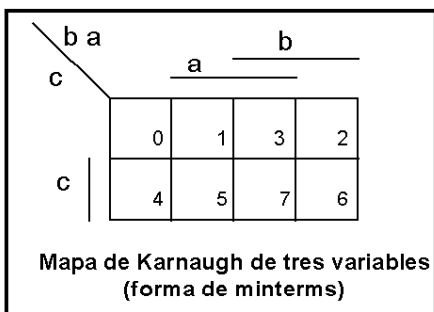 b a
b
a
c
0 1 3 2
c
4 5 7 6
Mapa de Karnaugh de tres variables
(forma de minterms)